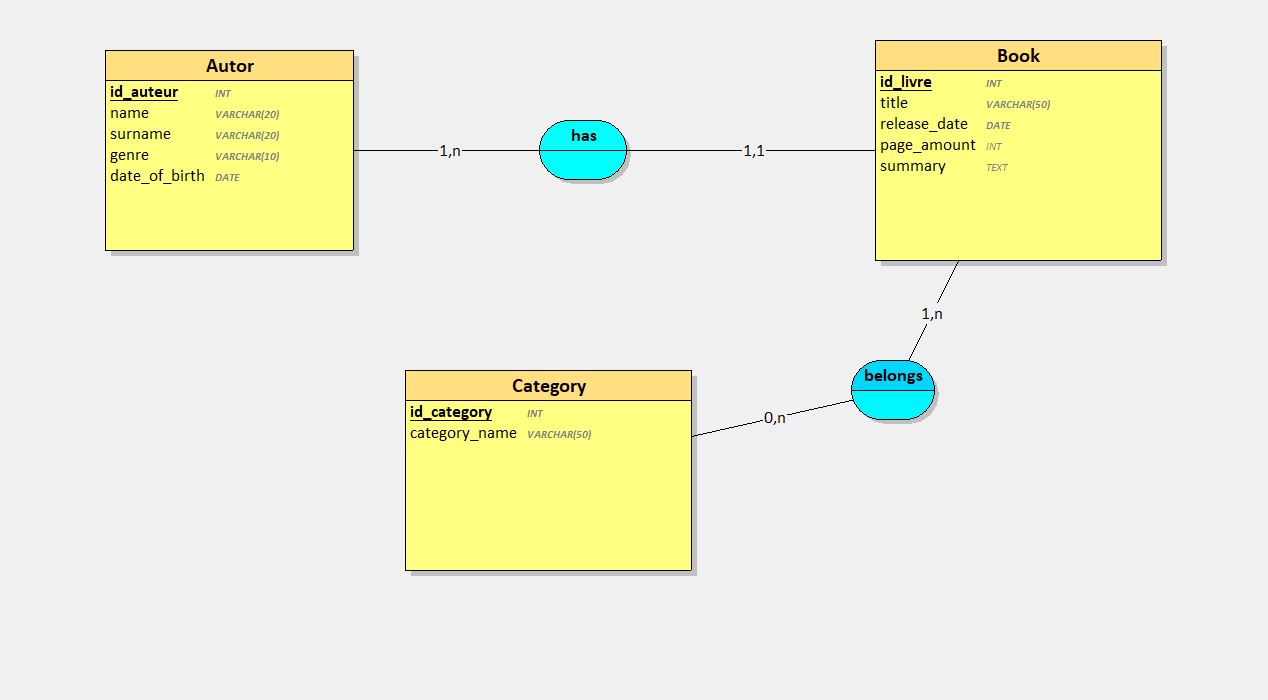 Autor
id_auteur INT
name VARCHAR(20)
surname VARCHAR(20)
genre VARCHAR(10)
date_of_birth DATE
1,n
has
1,1
Book
id_livre INT
title VARCHAR(50)
release_date DATE
page_amount INT
summary TEXT
1,n
belongs
0,n
Category
id_category INT
category_name VARCHAR(50)